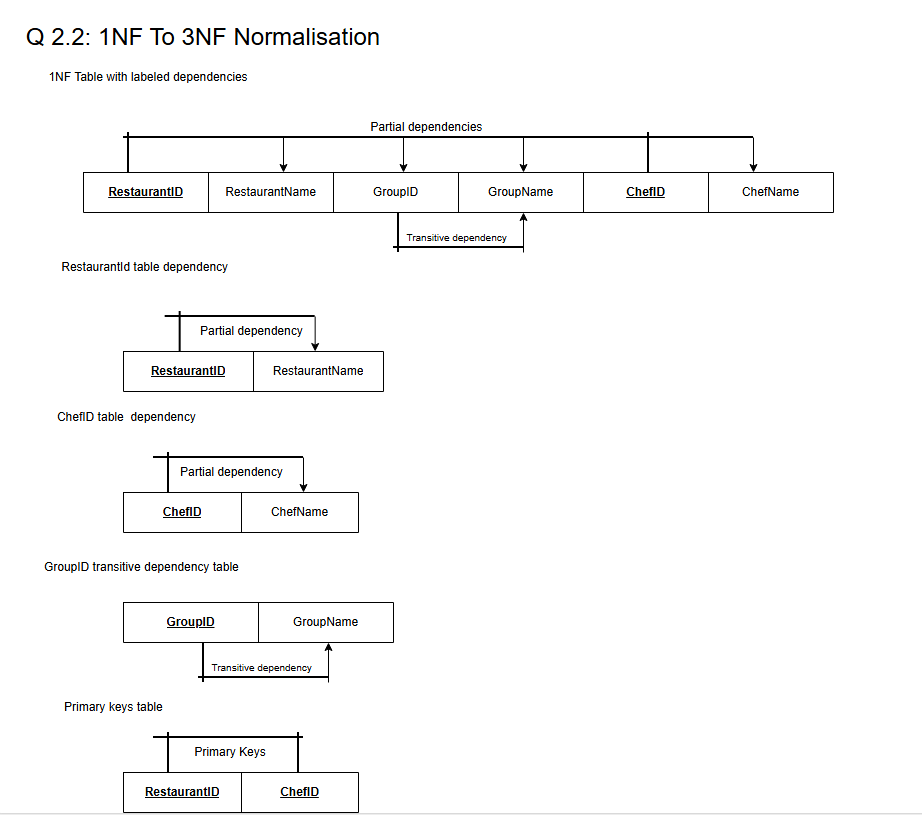 Q 2.2: 1NF To 3NF Normalisation
1NF Table with labeled dependencies
Partial dependencies
RestaurantID RestaurantName GroupID GroupName ChefID ChefName
Transitive dependency
RestaurantId table dependency
Partial dependency
RestaurantID RestaurantName
ChefID table dependency
Partial dependency
ChefID ChefName
GroupID transitive dependency table
GroupID GroupName
Transitive dependency
Primary keys table
Primary Keys
RestaurantID ChefID